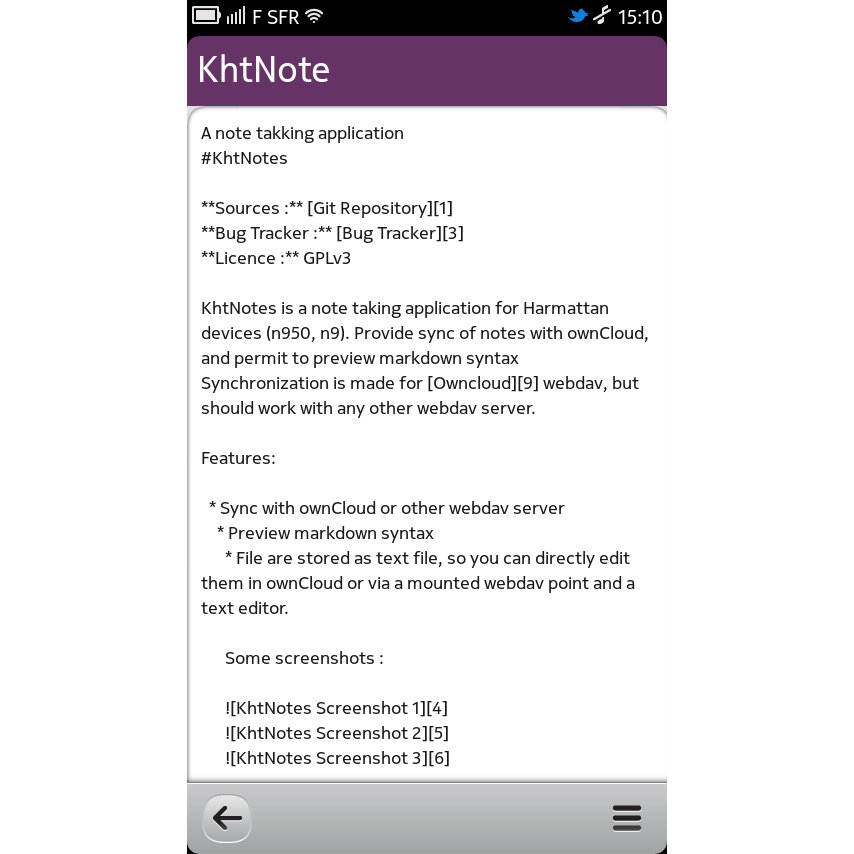 F SFR 15:10
KhtNote
A note takking application
#KhtNotes
**Sources :** [Git Repository][1]
**Bug Tracker :** [Bug Tracker][3]
**Licence :** GPLv3
KhtNotes is a note taking application for Harmattan
devices (n950, n9). Provide sync of notes with ownCloud,
and permit to preview markdown syntax
Synchronization is made for [Owncloud][9] webdav, but
should work with any other webdav server.
Features:
* Sync with ownCloud or other webdav server
* Preview markdown syntax
* File are stored as text file, so you can directly edit
them in ownCloud or via a mounted webdav point and a
text editor.
Some screenshots :
![KhtNotes Screenshot 1][4]
![KhtNotes Screenshot 2][5]
![KhtNotes Screenshot 3][6]